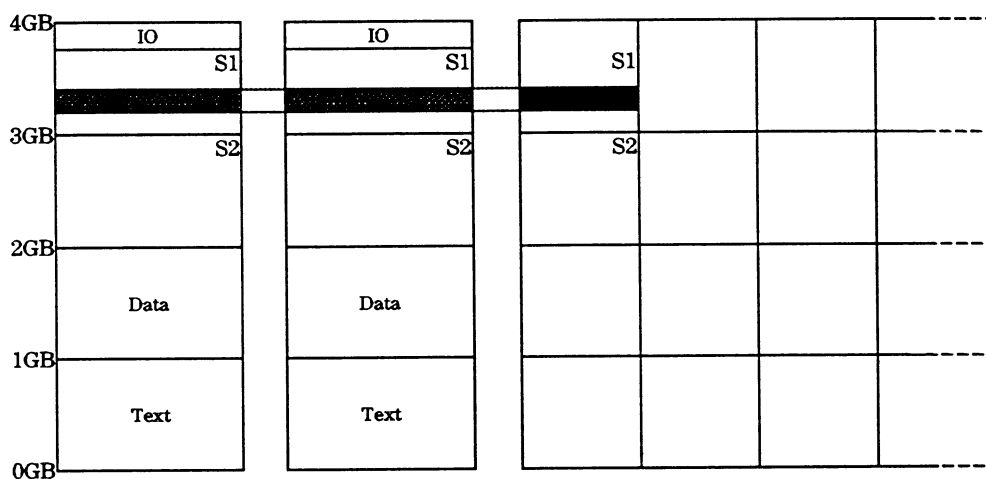 4GB
IO
IO
S1
S1
S1
3GB
S2
S2
S2
2GB
Data
Data
1GB
Text
Text
0GB